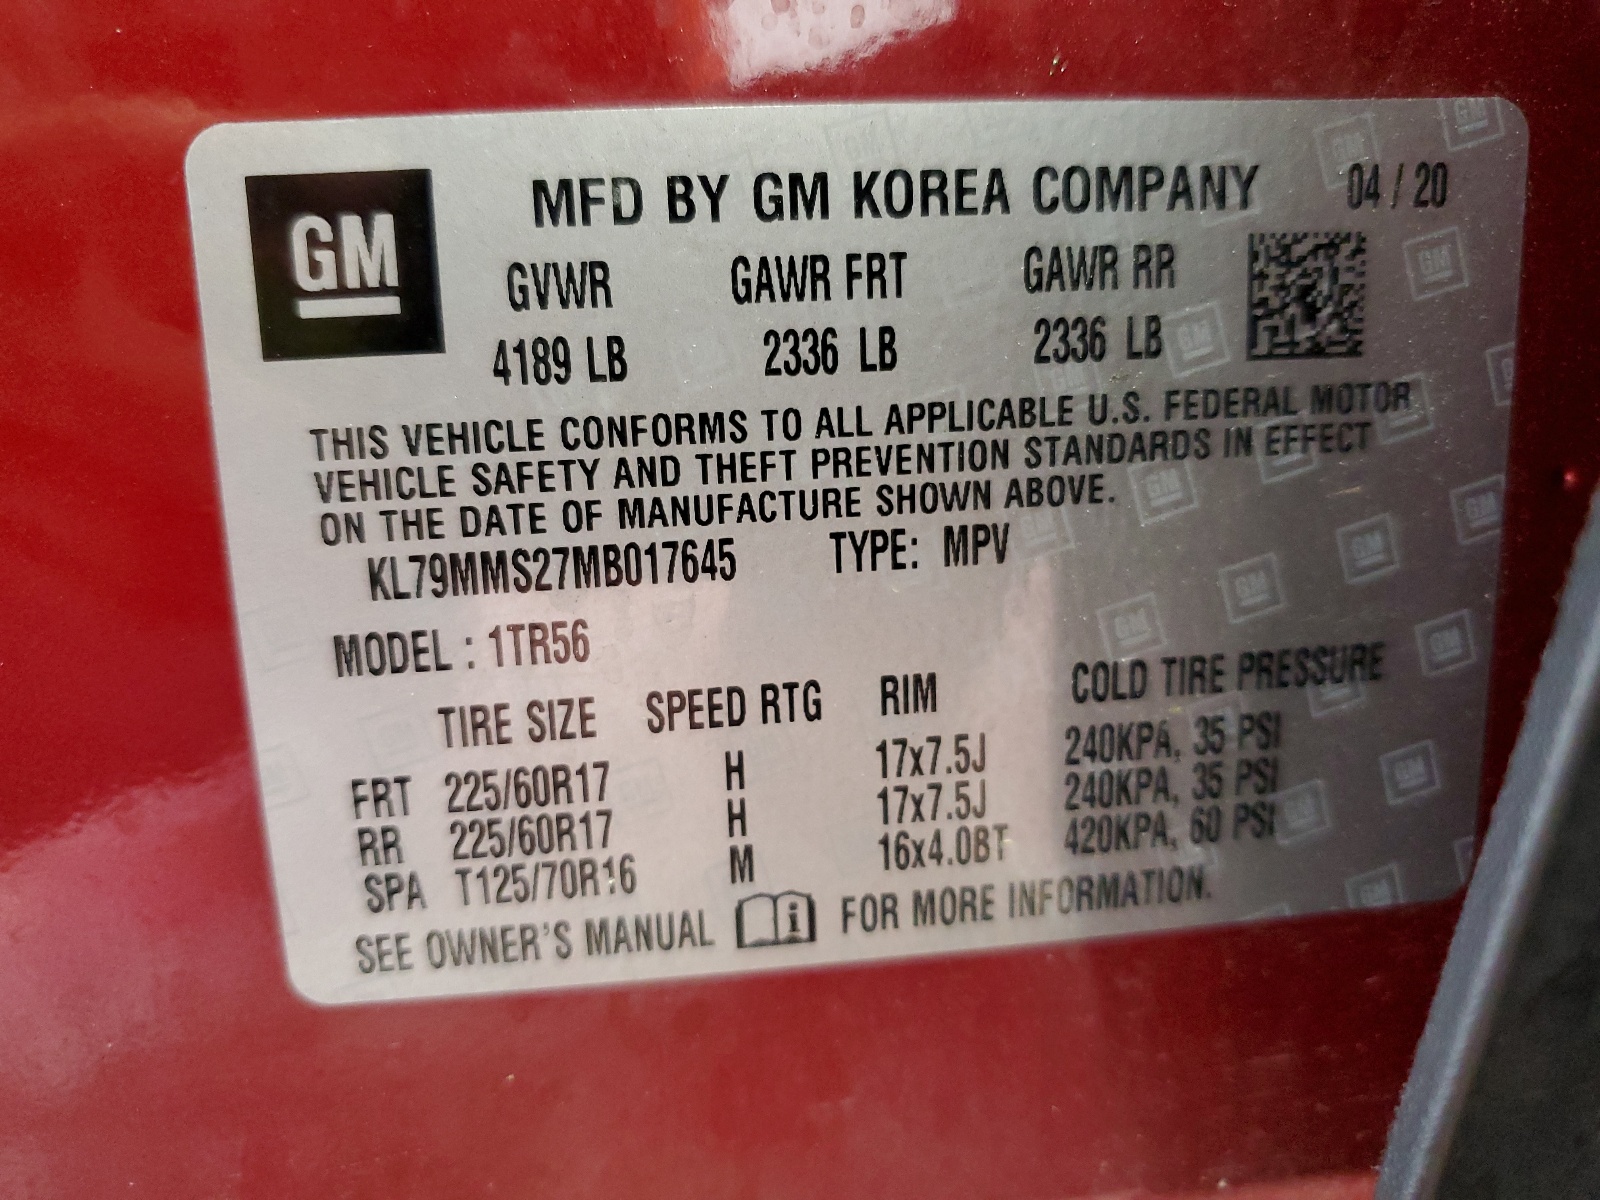 GM
MFD BY GM KOREA COMPANY 04 / 20
GVWR GAWR FRT GAWR RR
4189 LB 2336 LB 2336 LB
THIS VEHICLE CONFORMS TO ALL APPLICABLE U.S. FEDERAL MOTOR
VEHICLE SAFETY AND THEFT PREVENTION STANDARDS IN EFFECT
ON THE DATE OF MANUFACTURE SHOWN ABOVE.
KL79MMS27MB017645 TYPE: MPV
MODEL : 1TR56
TIRE SIZE SPEED RTG RIM COLD TIRE PRESSURE
FRT 225/60R17 H 17x7.5J 240KPA, 35 PSI
RR 225/60R17 H 17x7.5J 240KPA, 35 PSI
SPA T125/70R16 M 16x4.0BT 420KPA, 60 PSI
SEE OWNER'S MANUAL i FOR MORE INFORMATION.